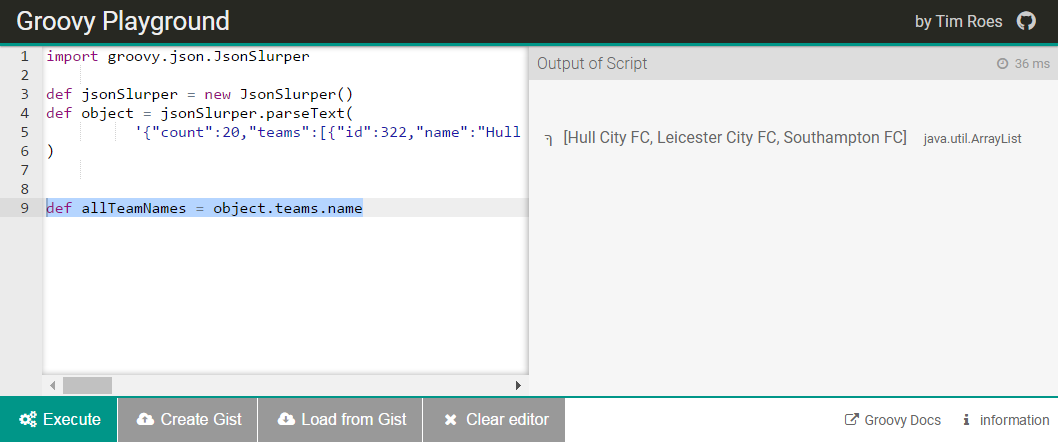 Groovy Playground
by Tim Roes
1 import groovy.json.JsonSlurper
2
3 def jsonSlurper = new JsonSlurper()
4 def object = jsonSlurper.parseText(
5 '{"count":20,"teams":[{"id":322,"name":"Hull
6 )
7
8
9 def allTeamNames = object.teams.name
Output of Script
36 ms
[Hull City FC, Leicester City FC, Southampton FC] java.util.ArrayList
Execute
Create Gist
Load from Gist
Clear editor
Groovy Docs
information